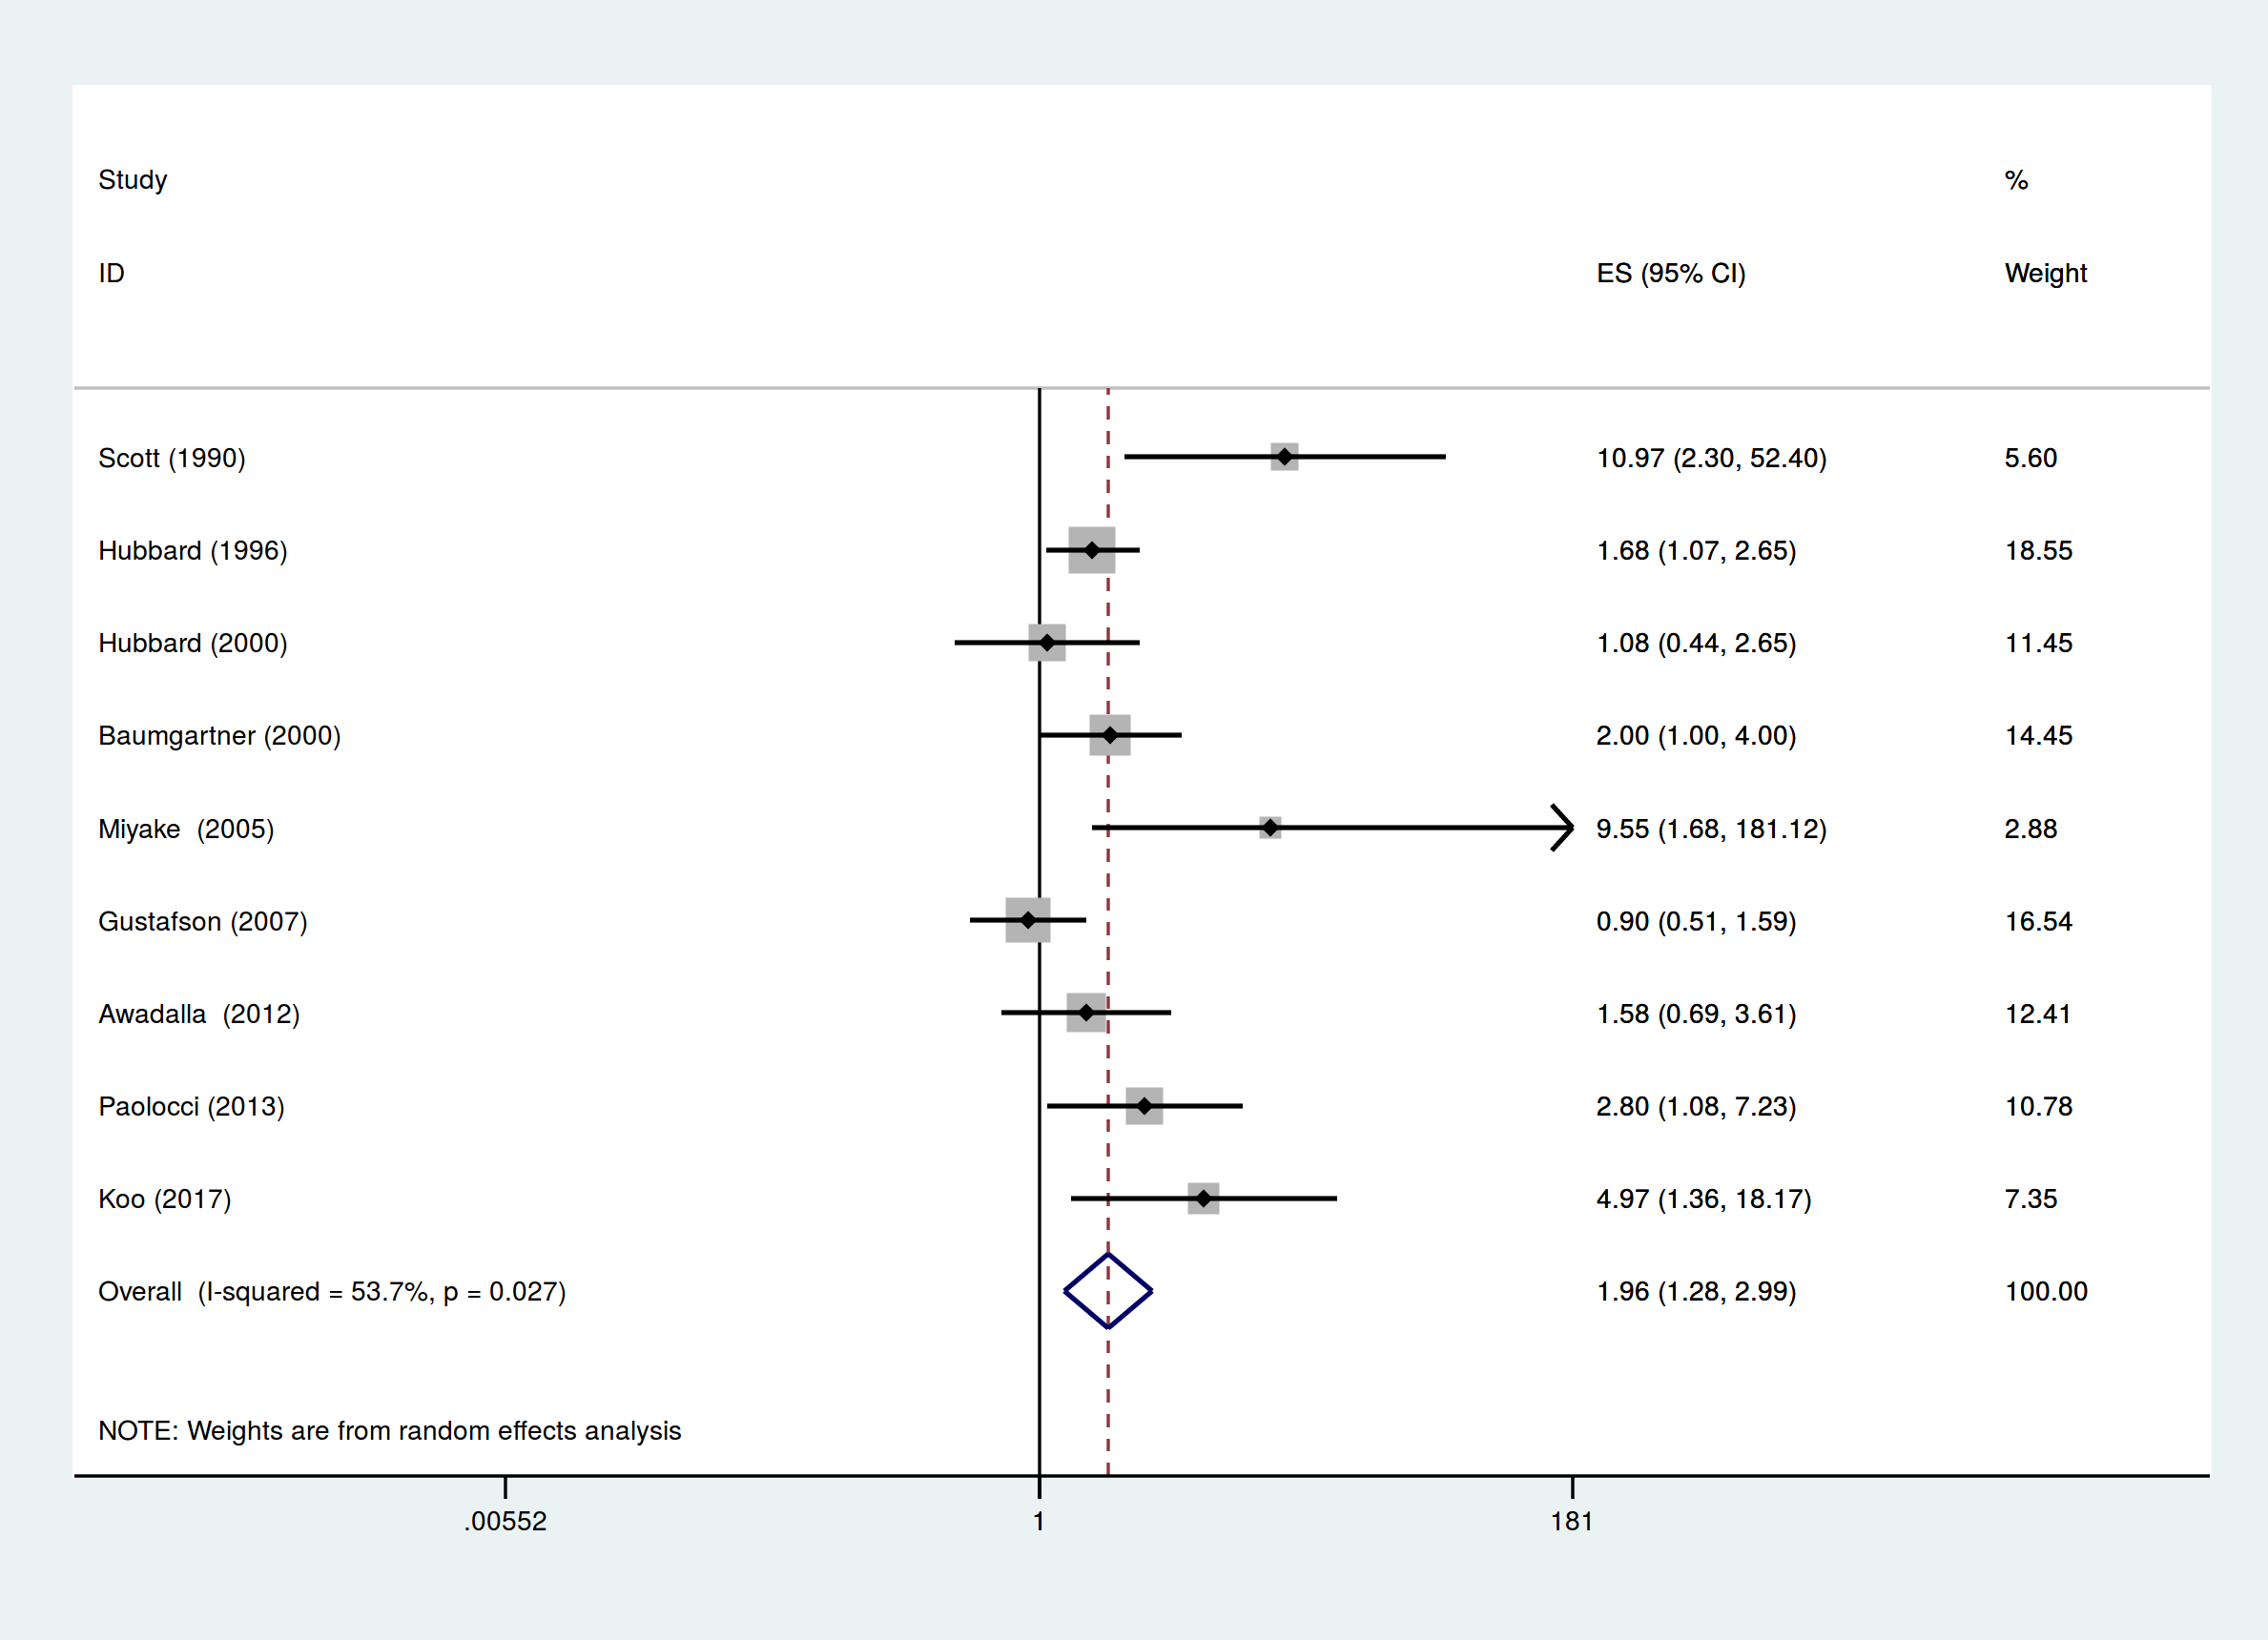 Study %
ID ES (95% CI) Weight
Scott (1990) 10.97 (2.30, 52.40) 5.60
Hubbard (1996) 1.68 (1.07, 2.65) 18.55
Hubbard (2000) 1.08 (0.44, 2.65) 11.45
Baumgartner (2000) 2.00 (1.00, 4.00) 14.45
Miyake (2005) 9.55 (1.68, 181.12) 2.88
Gustafson (2007) 0.90 (0.51, 1.59) 16.54
Awadalla (2012) 1.58 (0.69, 3.61) 12.41
Paolocci (2013) 2.80 (1.08, 7.23) 10.78
Koo (2017) 4.97 (1.36, 18.17) 7.35
Overall (I-squared = 53.7%, p = 0.027) 1.96 (1.28, 2.99) 100.00
NOTE: Weights are from random effects analysis
.00552 1 181